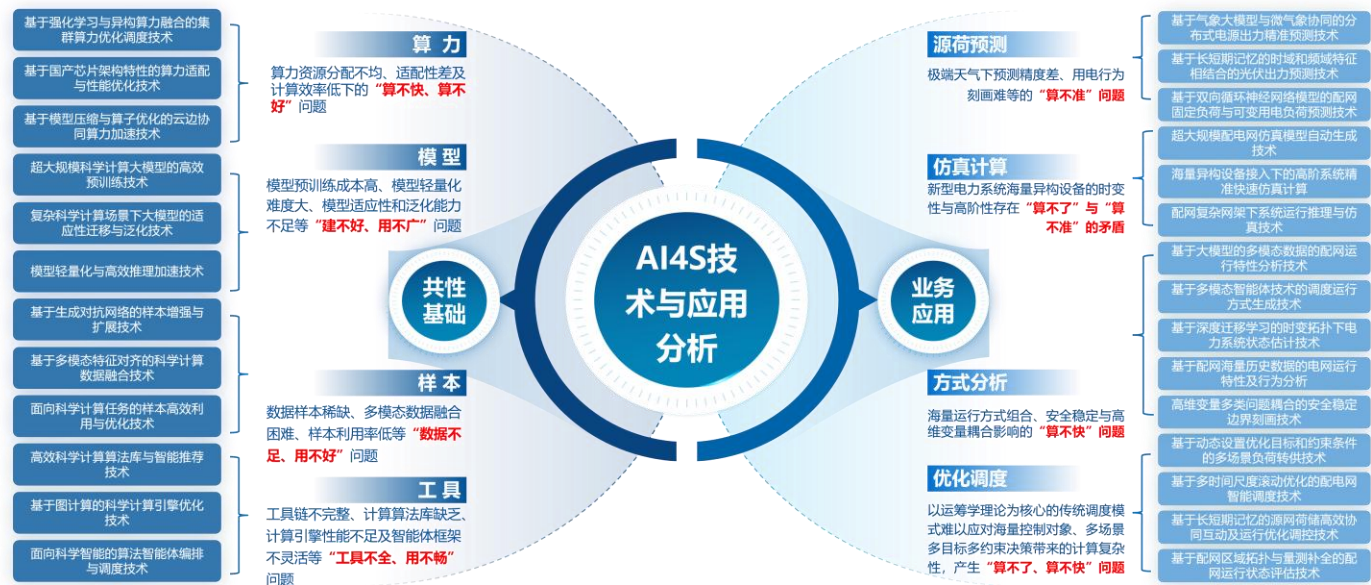 基于强化学习与异构算力融合的集
群算力优化调度技术
基于国产芯片架构特性的算力适配
与性能优化技术
基于模型压缩与算子优化的云边协
同算力加速技术
超大规模科学计算大模型的高效
预训练技术
复杂科学计算场景下大模型的适
应性迁移与泛化技术
模型轻量化与高效推理加速技术
基于生成对抗网络的样本增强与
扩展技术
基于多模态特征对齐的科学计算
数据融合技术
面向科学计算任务的样本高效利
用与优化技术
高效科学计算算法库与智能推荐
技术
基于图计算的科学计算引擎优化
技术
面向科学智能的算法智能体编排
与调度技术
算力
算力资源分配不均、适配性差及
计算效率低下的“算不快、算不
好”问题
模型
模型预训练成本高、模型轻量化
难度大、模型适应性和泛化能力
不足等“建不好、用不广”问题
样本
数据样本稀缺、多模态数据融合
困难、样本利用率低等“数据不
足、用不好”问题
工具
工具链不完整、计算算法库缺乏、
计算引擎性能不足及智能体框架
不灵活等“工具不全、用不畅”
问题
共性
基础
AI4S技
术与应用
分析
业务
应用
源荷预测
极端天气下预测精度差、用电行为
刻画难等的“算不准”问题
仿真计算
新型电力系统海量异构设备的时变
性与高阶性存在“算不了”与“算
不准”的矛盾
方式分析
海量运行方式组合、安全稳定与高
维变量耦合影响的“算不快”问题
优化调度
以运筹学理论为核心的传统调度模
式难以应对海量控制对象、多场景
多目标多约束决策带来的计算复杂
性，产生“算不了、算不快”问题
基于气象大模型与微气象协同的分
布式电源出力精准预测技术
基于长短期记忆的时域和频域特征
相结合的光伏出力预测技术
基于双向循环神经网络模型的配网
固定负荷与可变用电负荷预测技术
超大规模配电网仿真模型自动生成
技术
海量异构设备接入下的高阶系统精
准快速仿真计算
配网复杂网架下系统运行推理与仿
真技术
基于大模型的多模态数据的配网运
行特性分析技术
基于多模态智能体技术的调度运行
方式生成技术
基于深度迁移学习的时变拓扑下电
力系统状态估计技术
基于配网海量历史数据的电网运行
特性及行为分析
高维变量多类问题耦合的安全稳定
边界刻画技术
基于动态设置优化目标和约束条件
的多场景负荷转供技术
基于多时间尺度滚动优化的配电网
智能调度技术
基于长短期记忆的源网荷储高效协
同互动及运行优化调控技术
基于配网区域拓扑与量测补全的配
网运行状态评估技术